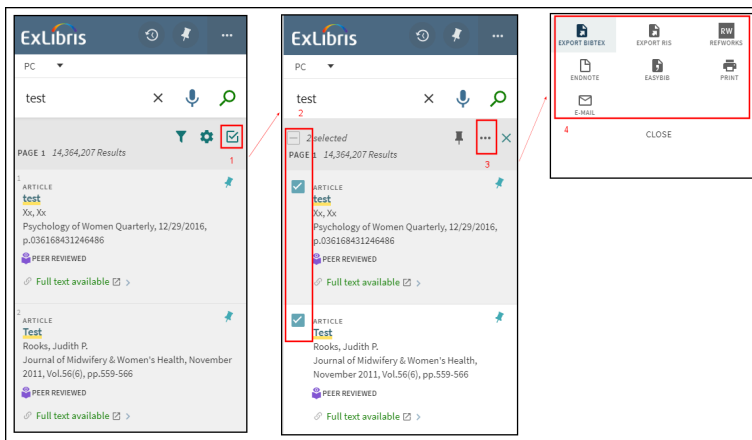 ExLibris
PC
test
1
PAGE 1 14,364,207 Results
1
ARTICLE
test
Xx, Xx
Psychology of Women Quarterly, 12/29/2016,
p.036168431246486
PEER REVIEWED
Full text available
2
ARTICLE
Test
Rooks, Judith P.
Journal of Midwifery & Women's Health, November
2011, Vol.56(6), pp.559-566
PEER REVIEWED
Full text available
ExLibris
PC
test
2
2 selected
3
PAGE 1 14,364,207 Results
ARTICLE
test
Xx, Xx
Psychology of Women Quarterly, 12/29/2016,
p.036168431246486
PEER REVIEWED
Full text available
ARTICLE
Test
Rooks, Judith P.
Journal of Midwifery & Women's Health,
November 2011, Vol.56(6), pp.559-566
PEER REVIEWED
Full text available
RW
EXPORT BIBTEX EXPORT RIS REFWORKS
ENDNOTE EASYBIB PRINT
E-MAIL
4
CLOSE